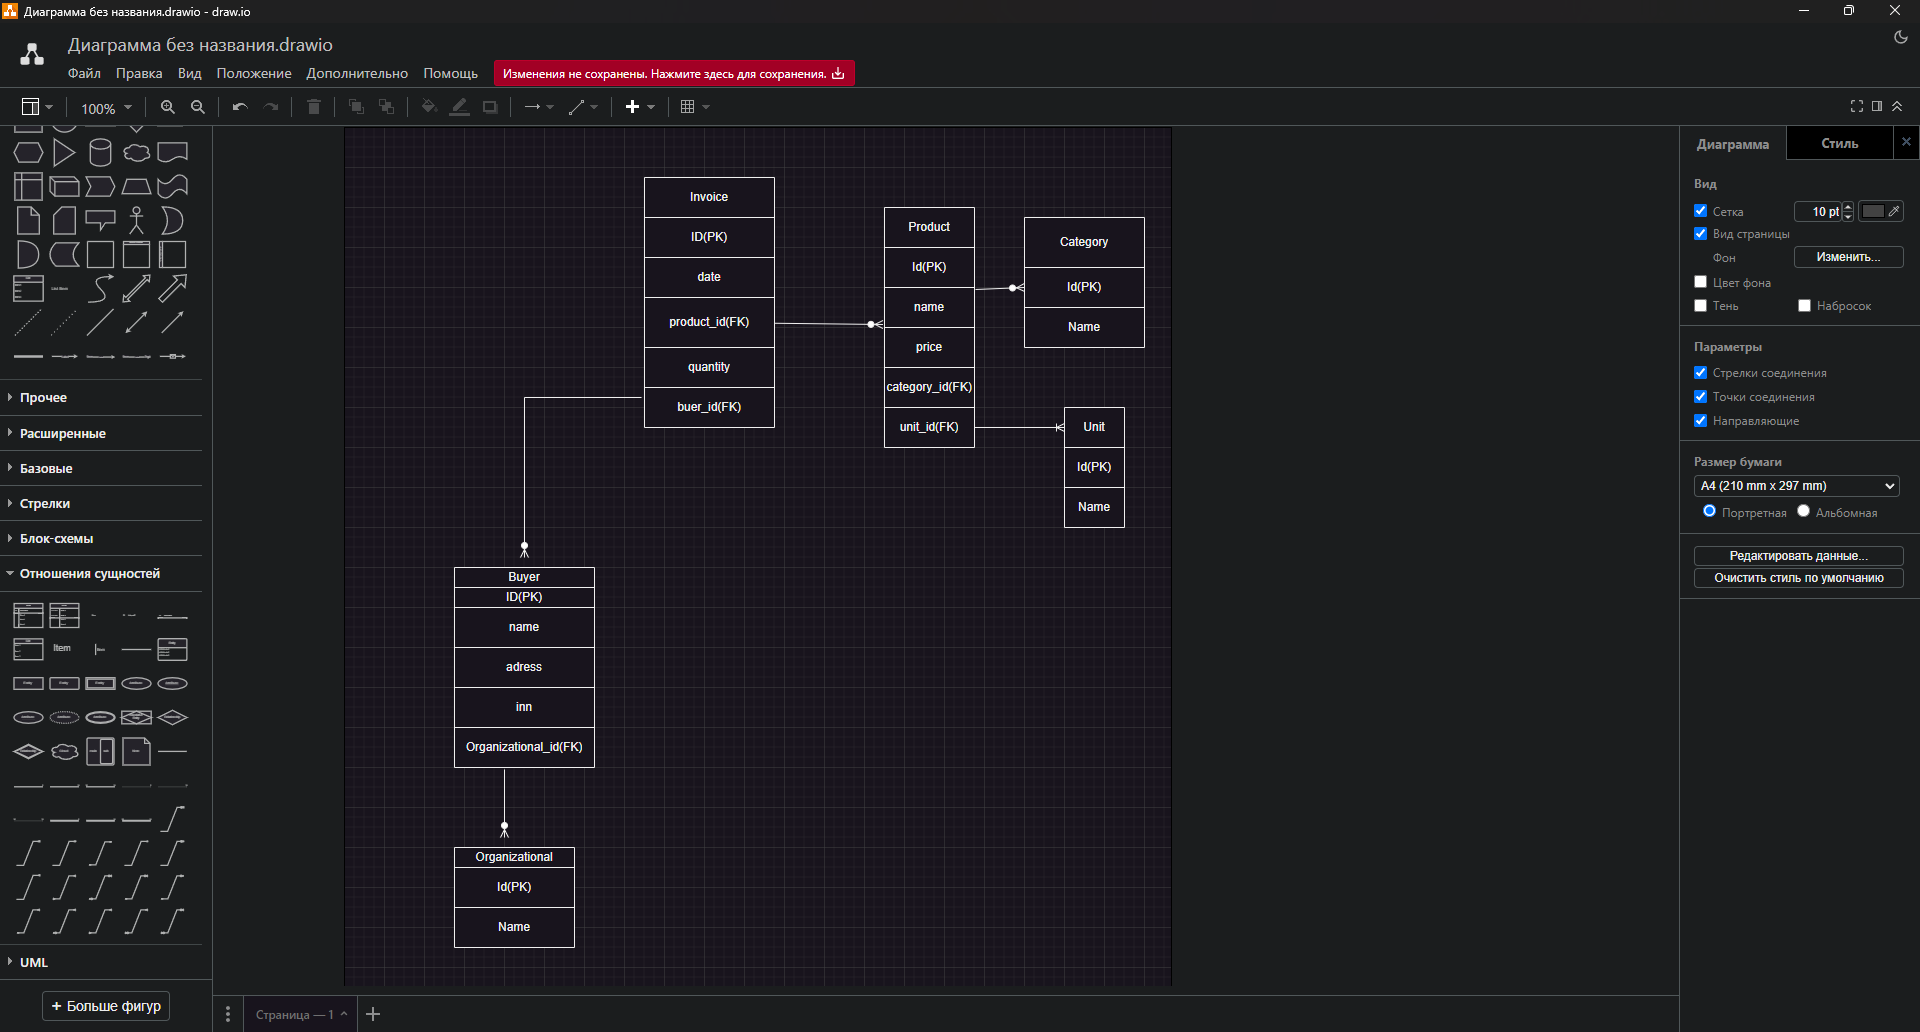 Диаграмма без названия.drawio - draw.io
Диаграмма без названия.drawio
Файл Правка Вид Положение Дополнительно Помощь
Изменения не сохранены. Нажмите здесь для сохранения.
100%
Прочее
Расширенные
Базовые
Стрелки
Блок-схемы
Отношения сущностей
Item
UML
+ Больше фигур
Invoice
ID(PK)
date
product_id(FK)
quantity
buer_id(FK)
Product
Id(PK)
name
price
category_id(FK)
unit_id(FK)
Category
Id(PK)
Name
Unit
Id(PK)
Name
Buyer
ID(PK)
name
adress
inn
Organizational_id(FK)
Organizational
Id(PK)
Name
Страница — 1
Диаграмма
Стиль
Вид
Сетка
10 pt
Вид страницы
Фон
Изменить...
Цвет фона
Тень
Набросок
Параметры
Стрелки соединения
Точки соединения
Направляющие
Размер бумаги
A4 (210 mm x 297 mm)
Портретная
Альбомная
Редактировать данные...
Очистить стиль по умолчанию